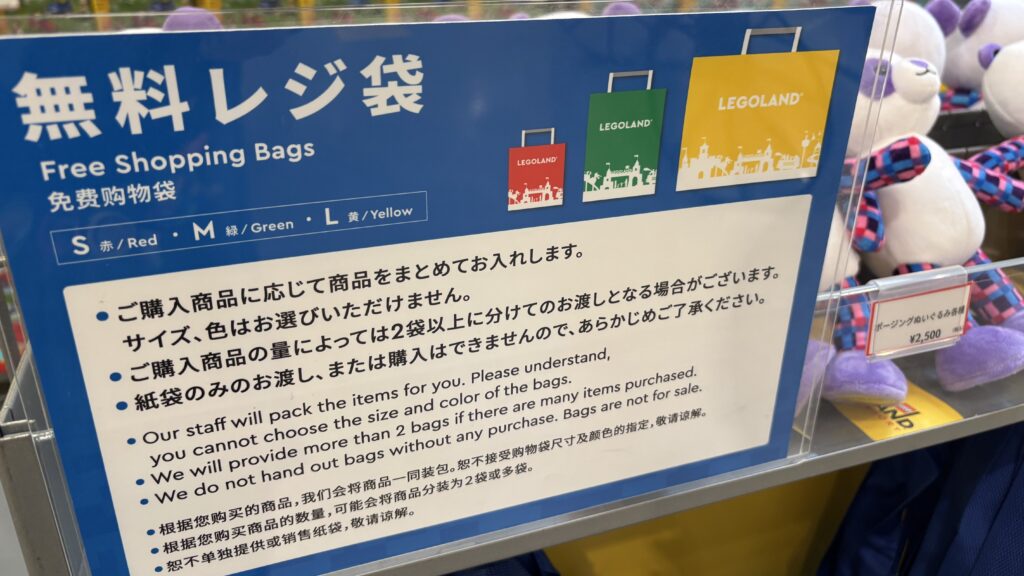 無料レジ袋
Free Shopping Bags
免费购物袋
S 赤/Red ・ M 緑/Green ・ L 黄/Yellow
LEGOLAND
LEGOLAND
LEGOLAND
• ご購入商品に応じて商品をまとめてお入れします。
サイズ、色はお選びいただけません。
• ご購入商品の量によっては2袋以上に分けてのお渡しとなる場合がございます。
• 紙袋のみのお渡し、または購入はできませんので、あらかじめご了承ください。
• Our staff will pack the items for you. Please understand,
you cannot choose the size and color of the bags.
• We will provide more than 2 bags if there are many items purchased.
• We do not hand out bags without any purchase. Bags are not for sale.
• 根据您购买的商品，我们会将商品一同装包。恕不接受购物袋尺寸及颜色的指定，敬请谅解。
• 根据您购买商品的数量，可能会将商品分装为2袋或多袋。
• 恕不单独提供或销售纸袋，敬请谅解。
ポージングぬいぐるみ各種
¥2,500